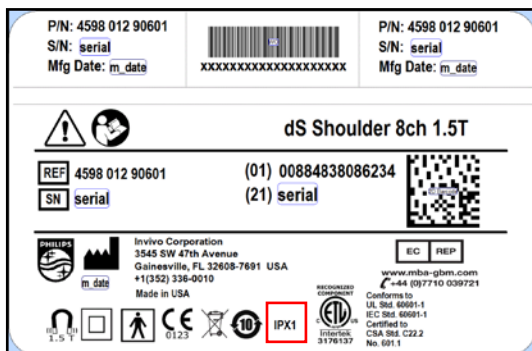 P/N: 4598 012 90601
S/N: serial
Mfg Date: m_date
XXXXXXXXXXXXXXXXXXXX
P/N: 4598 012 90601
S/N: serial
Mfg Date: m_date
dS Shoulder 8ch 1.5T
REF 4598 012 90601
SN serial
(01) 00884838086234
(21) serial
PHILIPS
m_date
Invivo Corporation
3545 SW 47th Avenue
Gainesville, FL 32608-7691 USA
+1(352) 336-0010
Made in USA
EC REP
www.mba-gbm.com
+44 (0)7710 039721
1.5 T
CE
0123
10
IPX1
RECOGNIZED
COMPONENT
C ETL US
Intertek
3176137
Conforms to
UL Std. 60601-1
IEC Std. 60601-1
Certified to
CSA Std. C22.2
No. 601.1